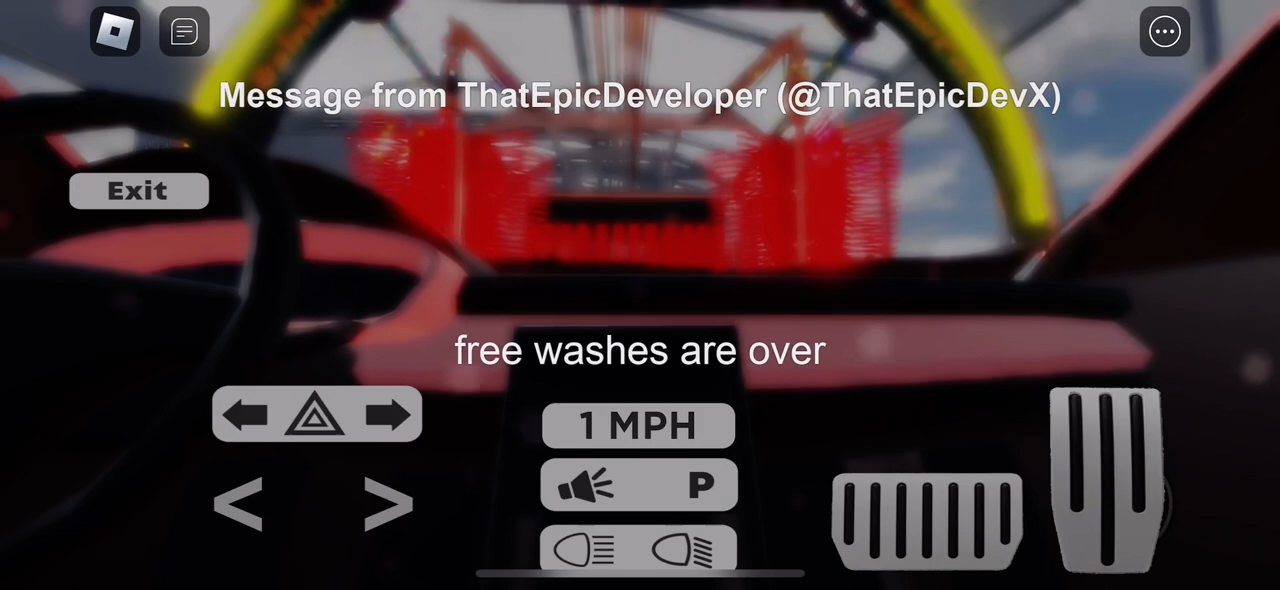 Message from ThatEpicDeveloper (@ThatEpicDevX)
Exit
free washes are over
1 MPH
P